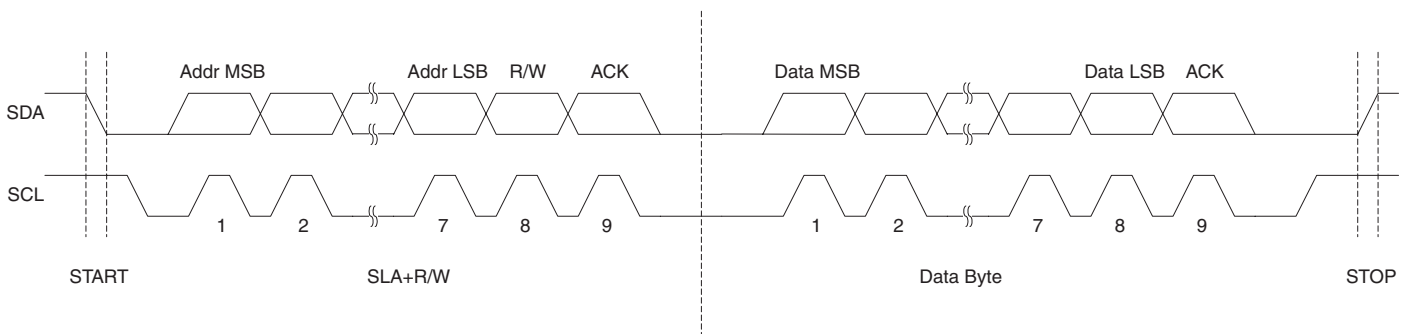 Addr MSB Addr LSB R/W ACK Data MSB Data LSB ACK
SDA
SCL
1 2 7 8 9 1 2 7 8 9
START SLA+R/W Data Byte STOP